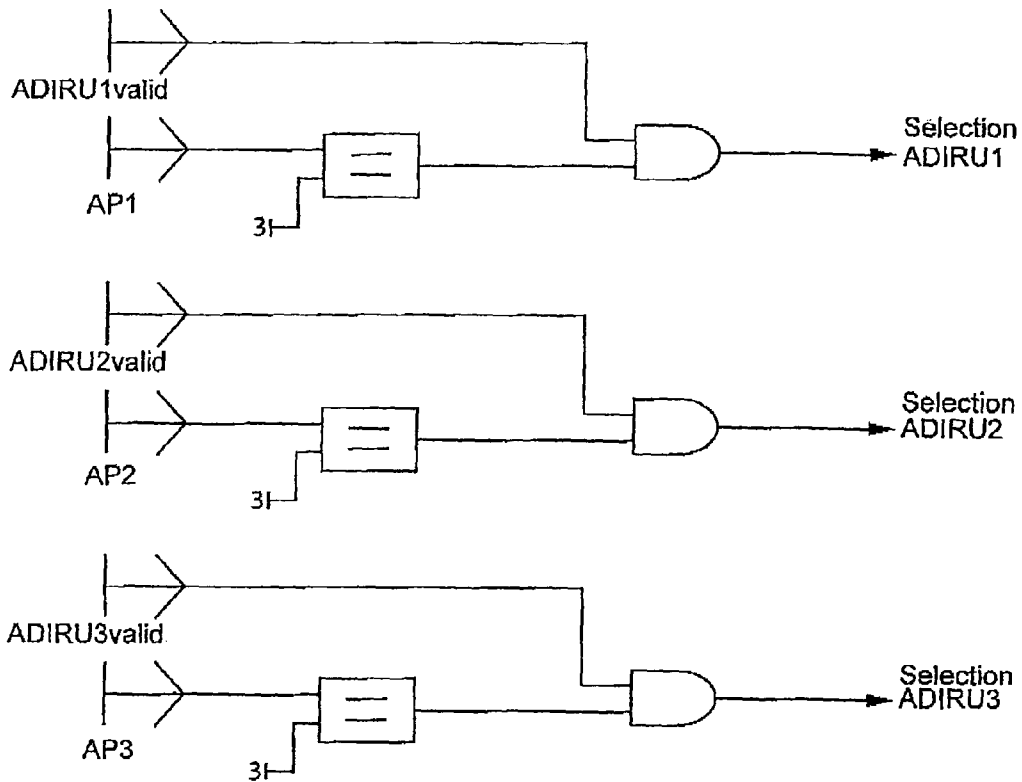 ADIRU1valid
Selection
ADIRU1
AP1
3
ADIRU2valid
Selection
ADIRU2
AP2
3
ADIRU3valid
Selection
ADIRU3
AP3
3